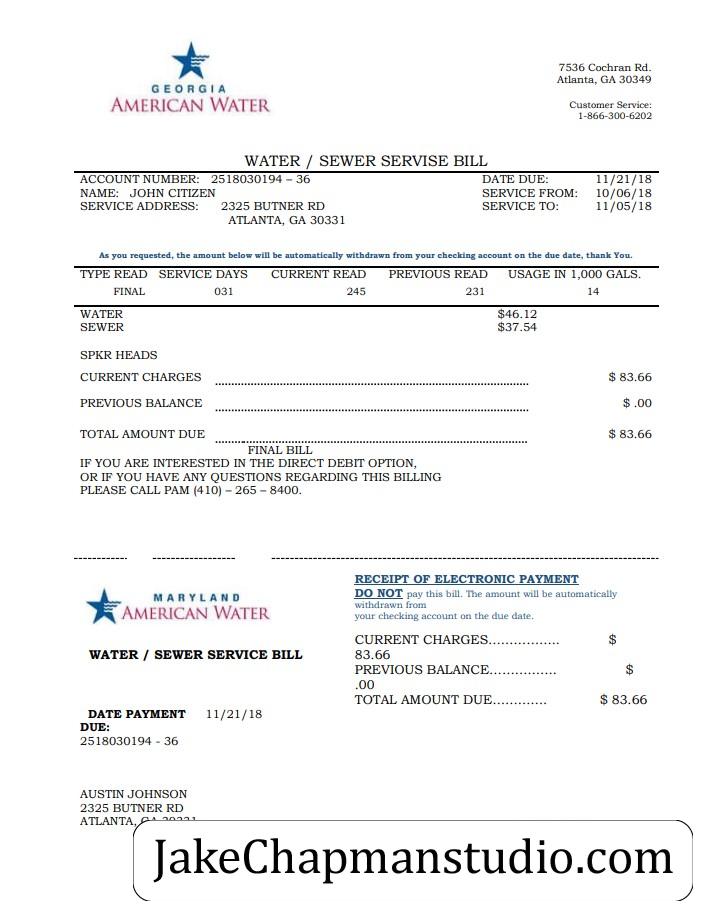 GEORGIA
AMERICAN WATER
7536 Cochran Rd.
Atlanta, GA 30349
Customer Service:
1-866-300-6202
WATER / SEWER SERVISE BILL
ACCOUNT NUMBER: 2518030194 – 36 DATE DUE: 11/21/18
NAME: JOHN CITIZEN SERVICE FROM: 10/06/18
SERVICE ADDRESS: 2325 BUTNER RD SERVICE TO: 11/05/18
ATLANTA, GA 30331
As you requested, the amount below will be automatically withdrawn from your checking account on the due date, thank You.
TYPE READ SERVICE DAYS CURRENT READ PREVIOUS READ USAGE IN 1,000 GALS.
FINAL 031 245 231 14
WATER $46.12
SEWER $37.54
SPKR HEADS
CURRENT CHARGES $ 83.66
PREVIOUS BALANCE $ .00
TOTAL AMOUNT DUE $ 83.66
FINAL BILL
IF YOU ARE INTERESTED IN THE DIRECT DEBIT OPTION,
OR IF YOU HAVE ANY QUESTIONS REGARDING THIS BILLING
PLEASE CALL PAM (410) – 265 – 8400.
MARYLAND
AMERICAN WATER
WATER / SEWER SERVICE BILL
DATE PAYMENT 11/21/18
DUE:
2518030194 - 36
AUSTIN JOHNSON
2325 BUTNER RD
ATLANTA, GA 30331
RECEIPT OF ELECTRONIC PAYMENT
DO NOT pay this bill. The amount will be automatically
withdrawn from
your checking account on the due date.
CURRENT CHARGES................ $
83.66
PREVIOUS BALANCE............... $
.00
TOTAL AMOUNT DUE............. $ 83.66
JakeChapmanstudio.com